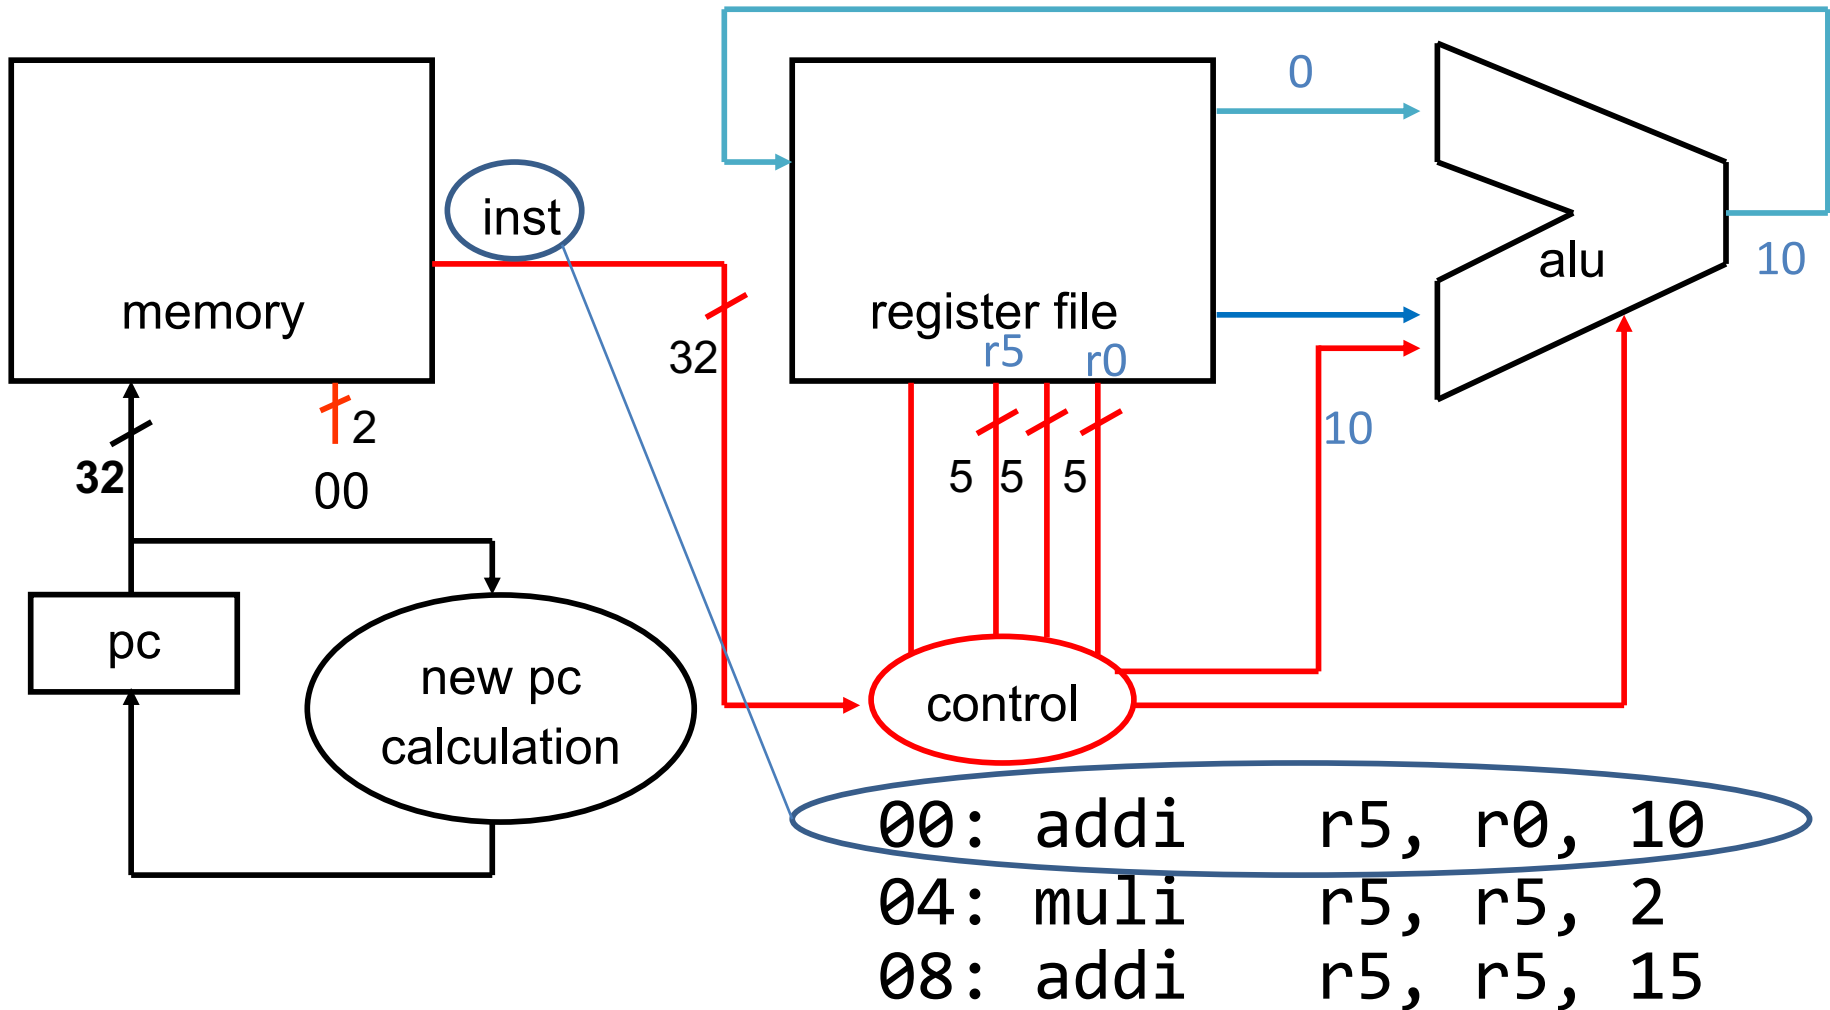 0
inst
alu
10
memory
register file
32
r5
r0
2
10
32
00
5
5
5
pc
new pc
calculation
control
00: addi r5, r0, 10
04: muli r5, r5, 2
08: addi r5, r5, 15